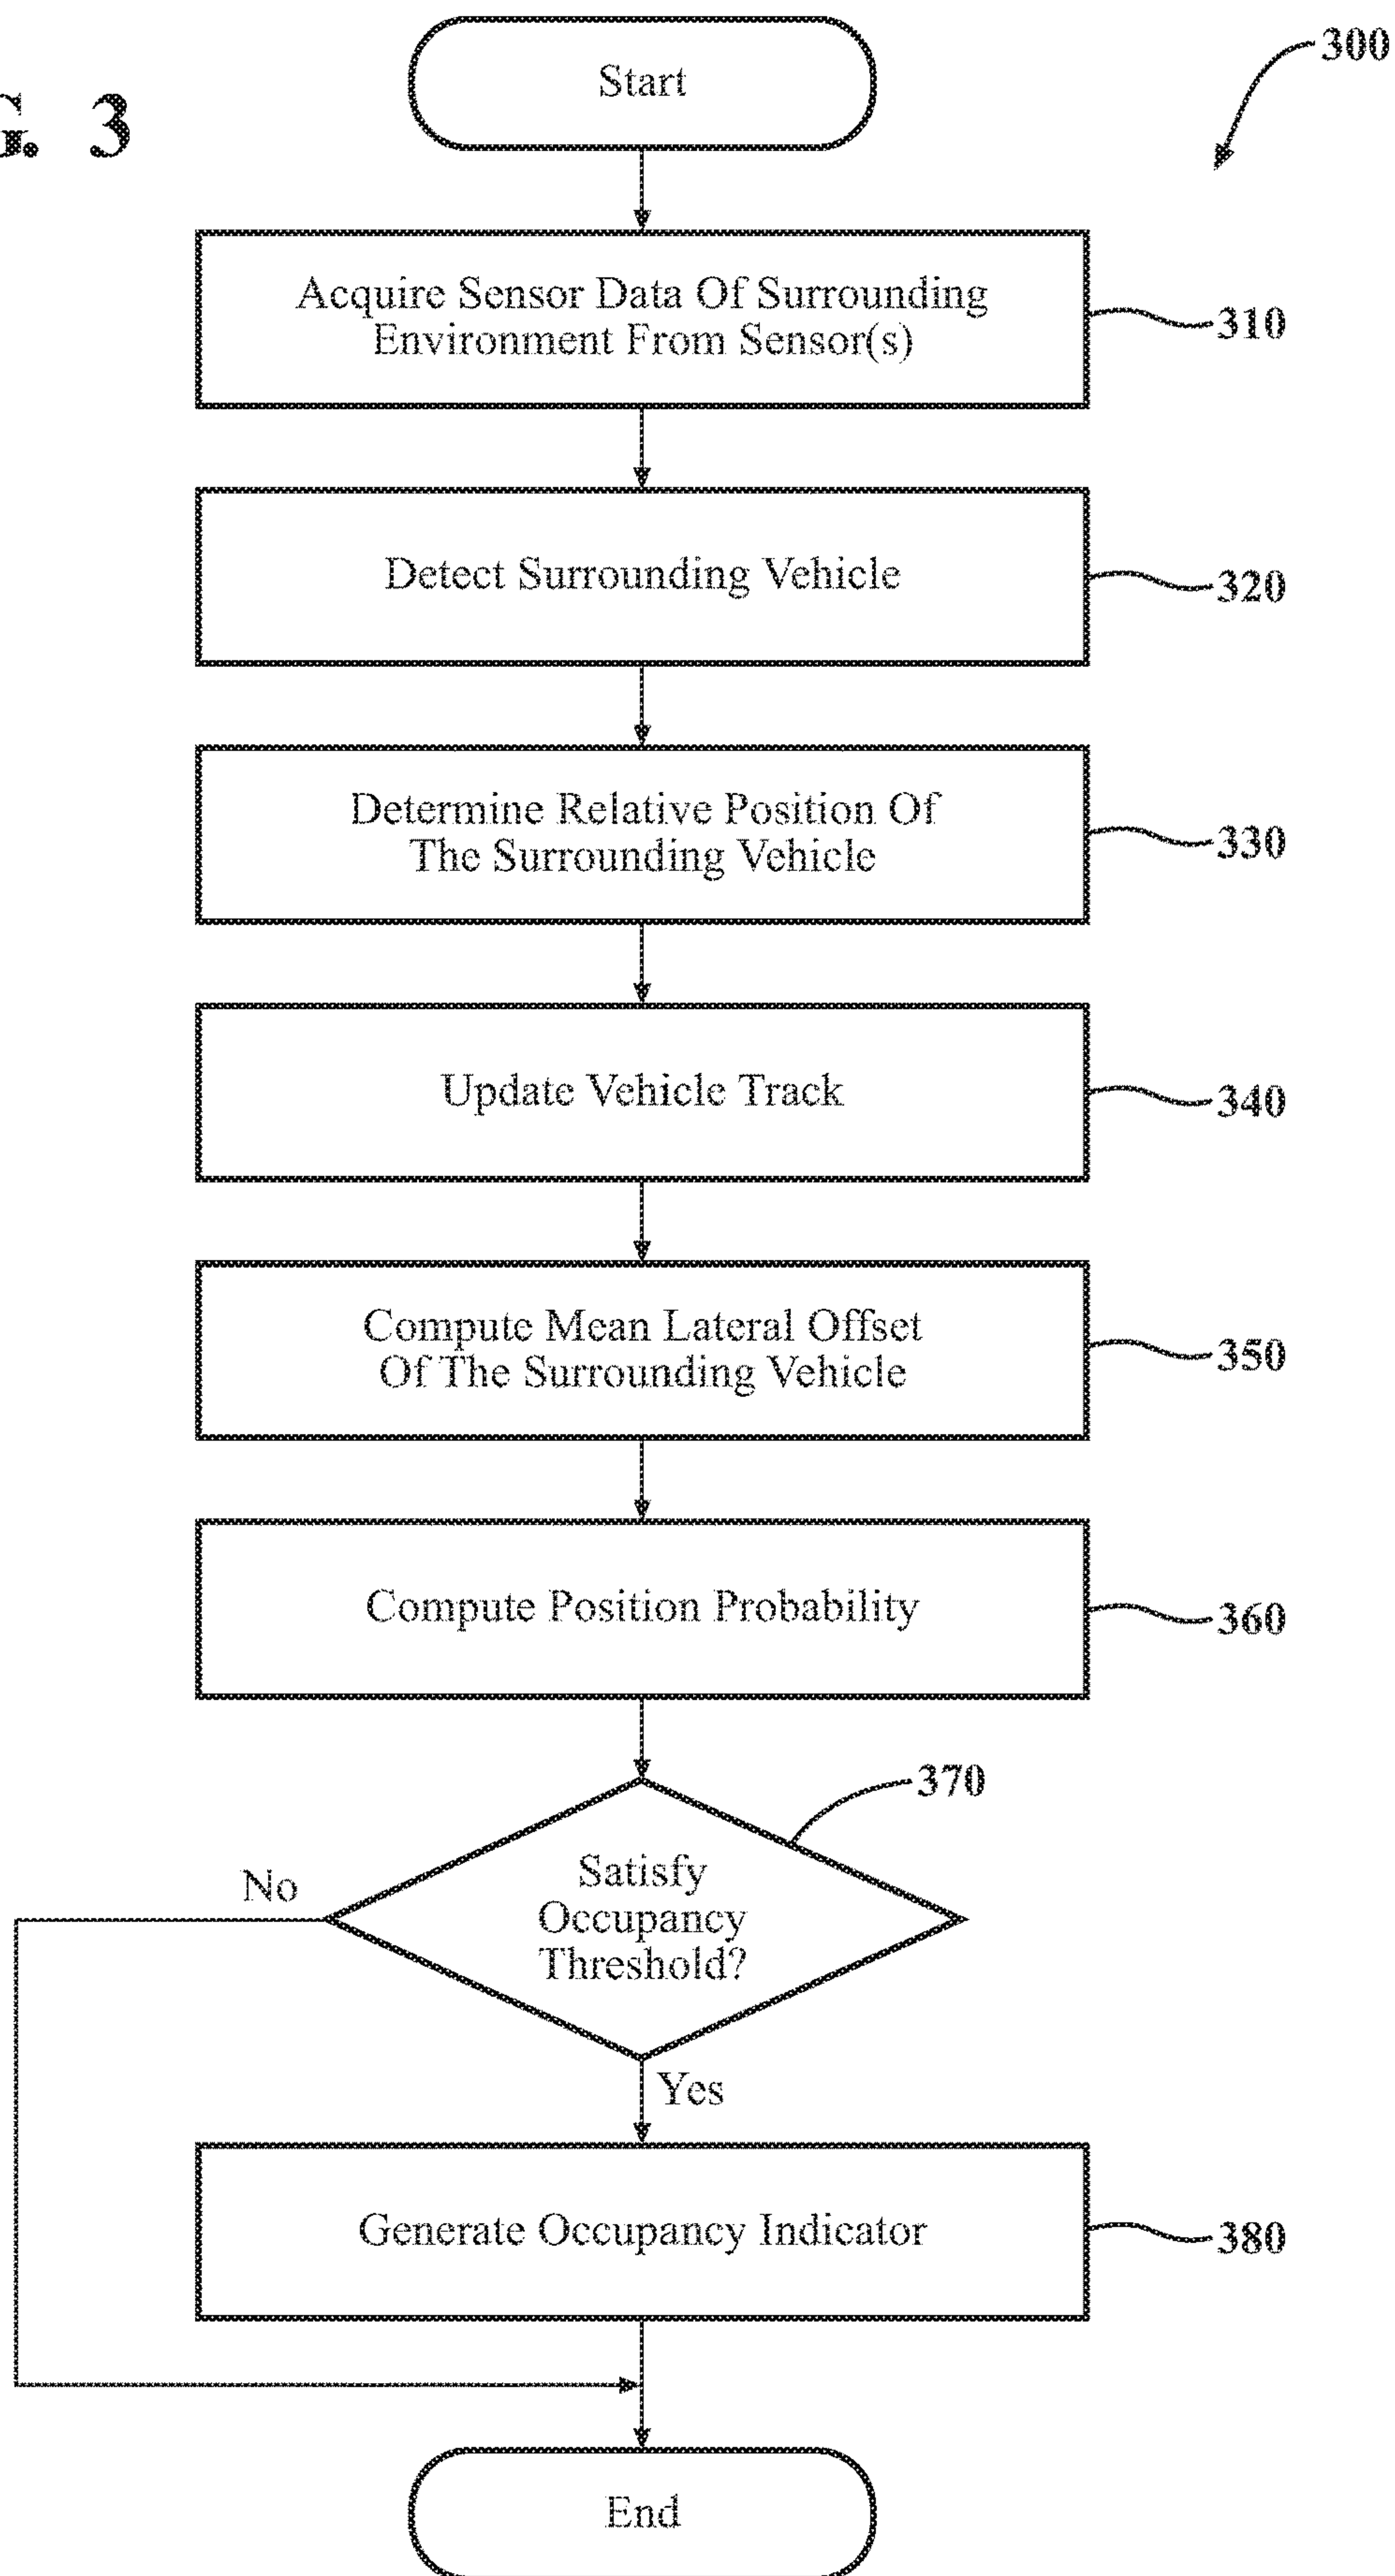 G. 3
300
Start
Acquire Sensor Data Of Surrounding
Environment From Sensor(s)
310
Detect Surrounding Vehicle
320
Determine Relative Position Of
The Surrounding Vehicle
330
Update Vehicle Track
340
Compute Mean Lateral Offset
Of The Surrounding Vehicle
350
Compute Position Probability
360
370
Satisfy
Occupancy
Threshold?
No
Yes
Generate Occupancy Indicator
380
End